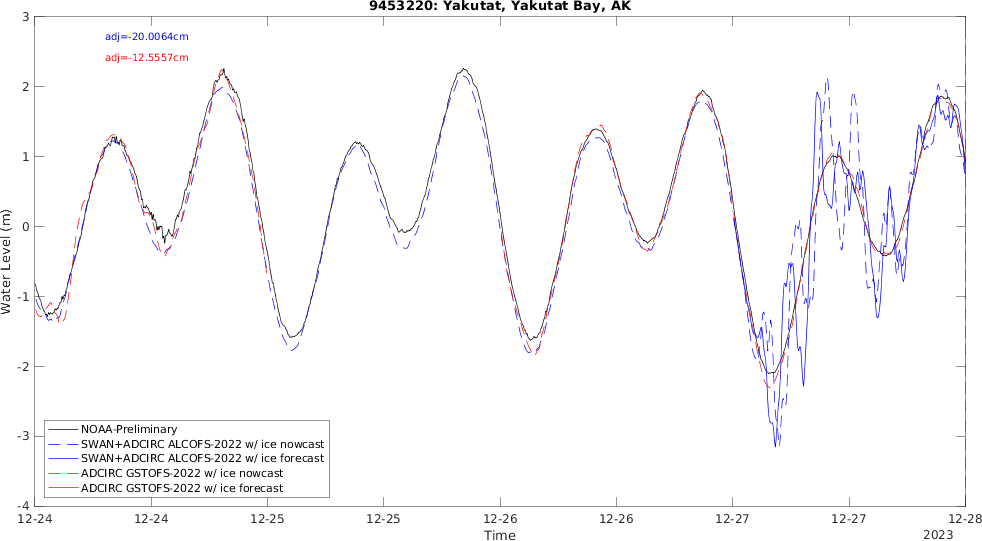 9453220: Yakutat, Yakutat Bay, AK
adj=-20.0064cm
adj=-12.5557cm
Water Level (m)
3
2
1
0
-1
-2
-3
-4
NOAA-Preliminary
SWAN+ADCIRC ALCOFS-2022 w/ ice nowcast
SWAN+ADCIRC ALCOFS-2022 w/ ice forecast
ADCIRC GSTOFS-2022 w/ ice nowcast
ADCIRC GSTOFS-2022 w/ ice forecast
12-24 12-24 12-25 12-25 12-26 12-26 12-27 12-27 12-28
Time
2023